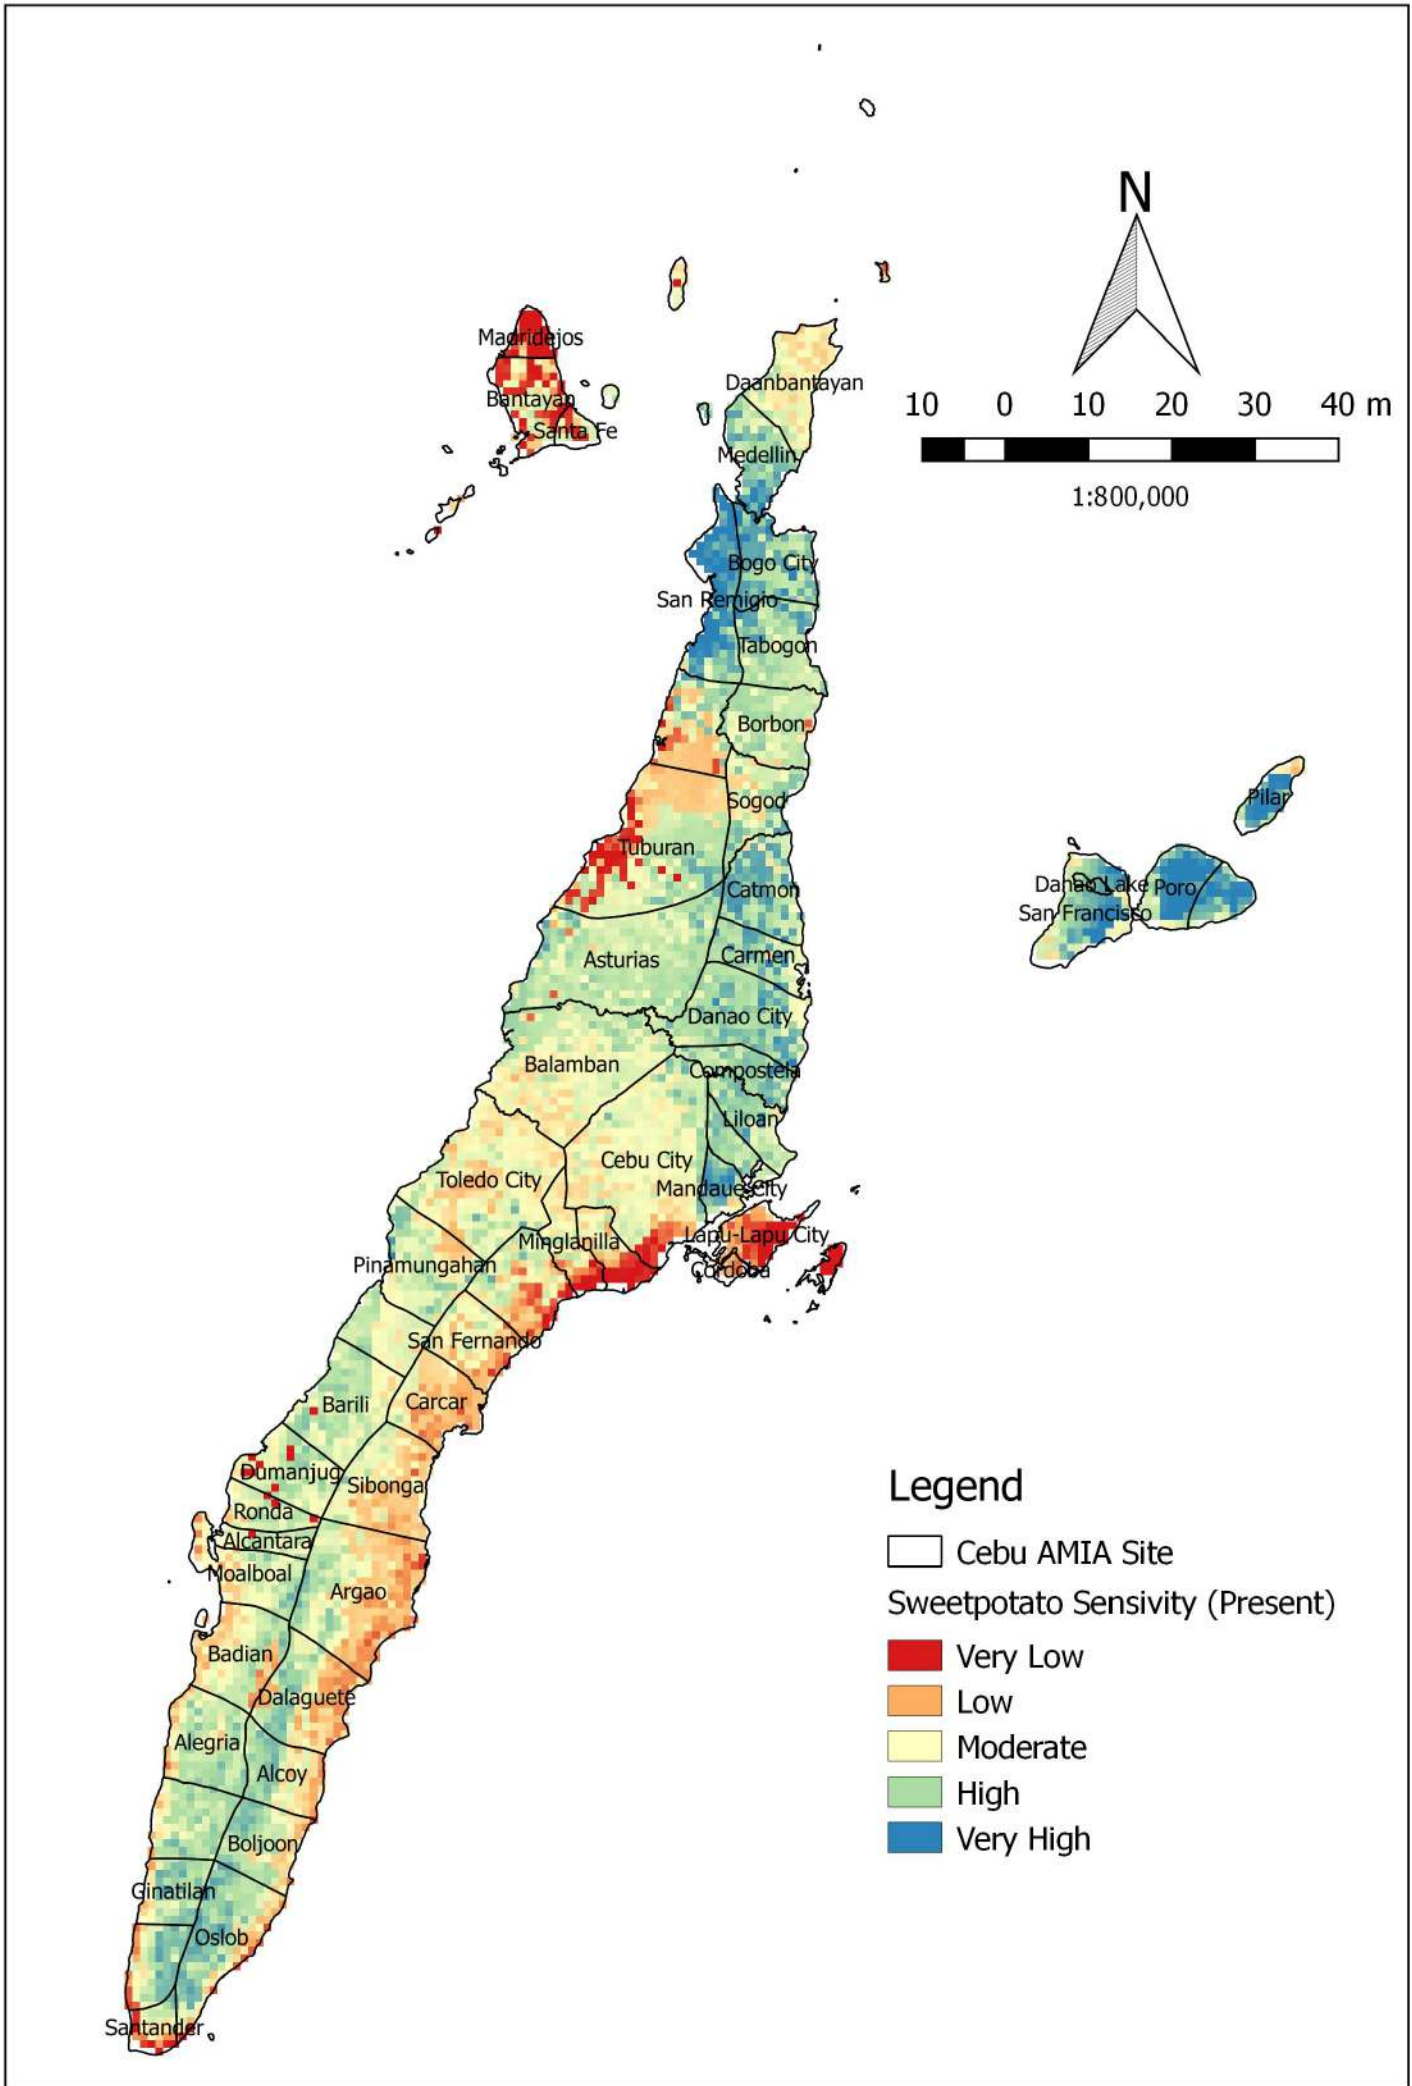 N
10 0 10 20 30 40 m
1:800,000
Madridejos
Bantayan
Santa Fe
Daanbantayan
Medellin
Bogo City
San Remigio
Tabogon
Borbon
Sogod
Tuburan
Catmon
Pilar
Danao Lake
Poro
San Francisco
Asturias
Carmen
Danao City
Balamban
Compostela
Liloan
Cebu City
Toledo City
Mandaue City
Lapu-Lapu City
Minglanilla
Cordoba
Pinamungahan
San Fernando
Barili
Carcar
Dumanjug
Sibonga
Ronda
Alcantara
Moalboal
Argao
Badian
Dalaguete
Alegria
Alcoy
Boljoon
Ginatilan
Oslob
Santander
Legend
Cebu AMIA Site
Sweetpotato Sensivity (Present)
Very Low
Low
Moderate
High
Very High